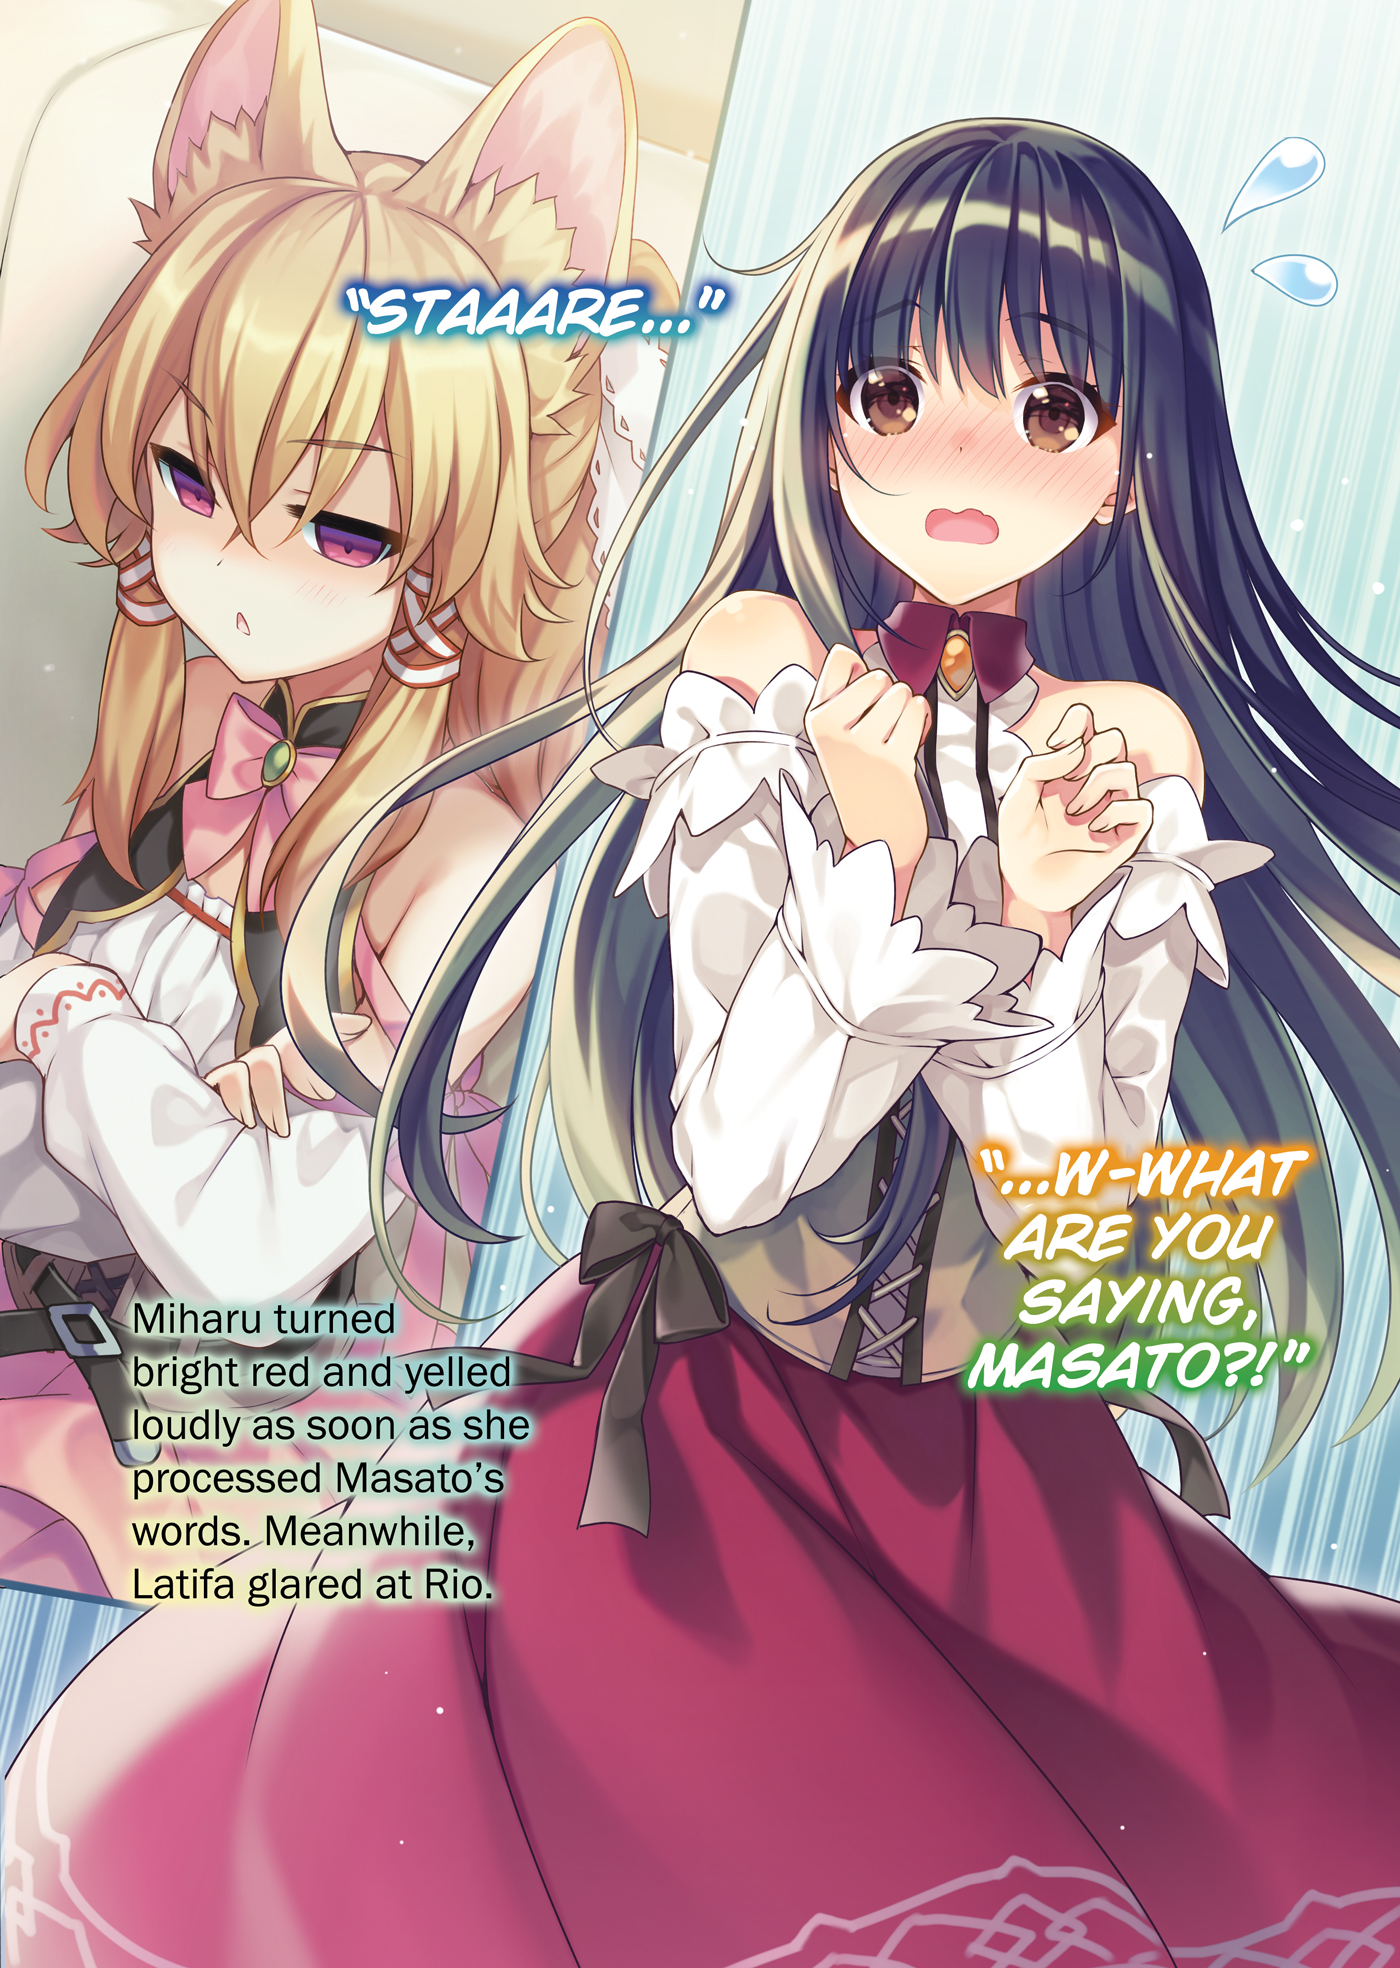 “STAAARE...”
“...W-WHAT
ARE YOU
SAYING,
MASATO?!”
Miharu turned
bright red and yelled
loudly as soon as she
processed Masato’s
words. Meanwhile,
Latifa glared at Rio.